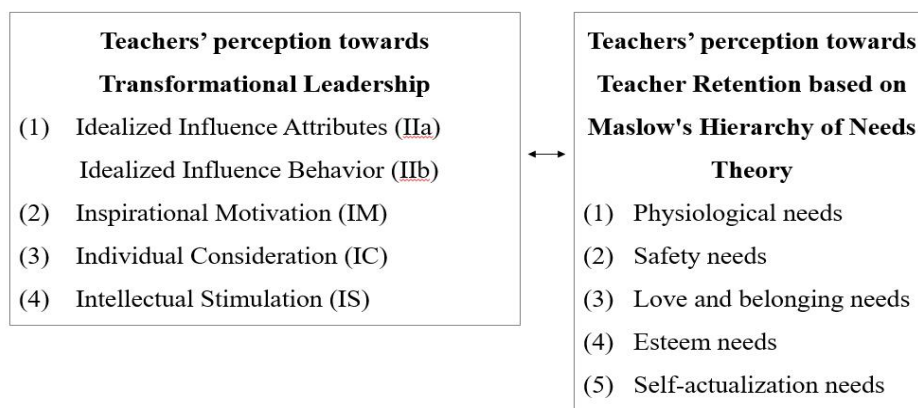 Teachers’ perception towards
Transformational Leadership
(1) Idealized Influence Attributes (IIa)
Idealized Influence Behavior (IIb)
(2) Inspirational Motivation (IM)
(3) Individual Consideration (IC)
(4) Intellectual Stimulation (IS)
Teachers’ perception towards
Teacher Retention based on
Maslow's Hierarchy of Needs
Theory
(1) Physiological needs
(2) Safety needs
(3) Love and belonging needs
(4) Esteem needs
(5) Self-actualization needs